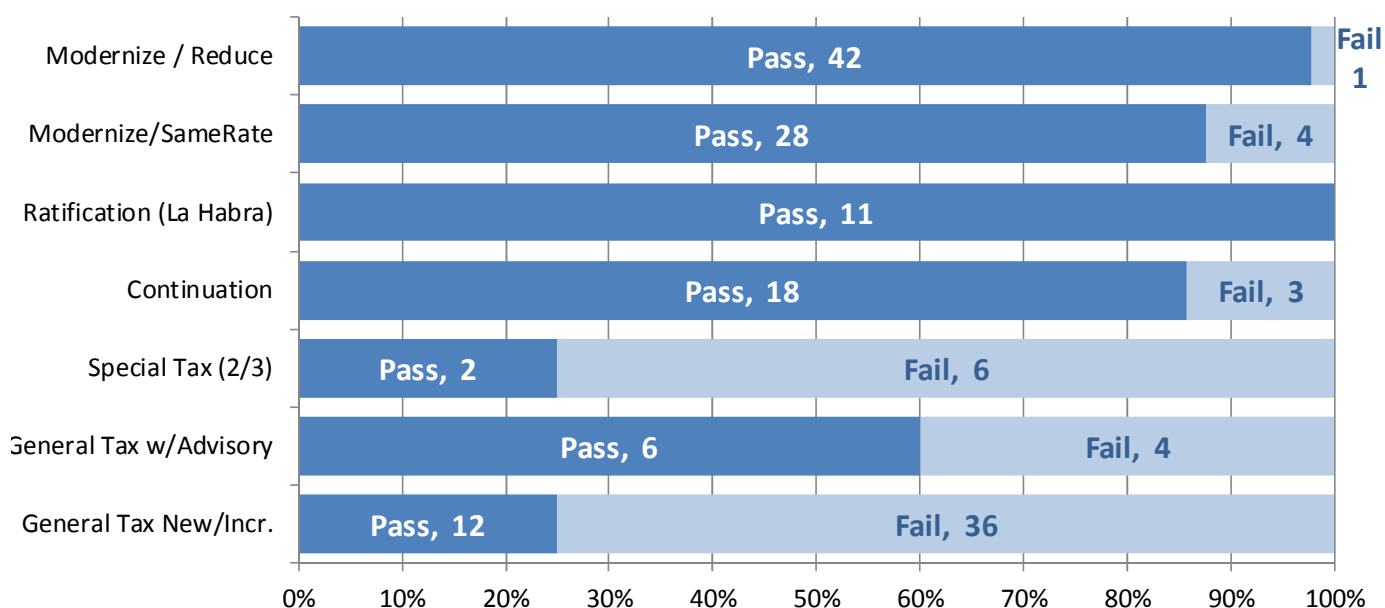 Modernize / Reduce
Pass, 42
Fail
1
Modernize/SameRate
Pass, 28
Fail, 4
Ratification (La Habra)
Pass, 11
Continuation
Pass, 18
Fail, 3
Special Tax (2/3)
Pass, 2
Fail, 6
General Tax w/Advisory
Pass, 6
Fail, 4
General Tax New/Incr.
Pass, 12
Fail, 36
0% 10% 20% 30% 40% 50% 60% 70% 80% 90% 100%